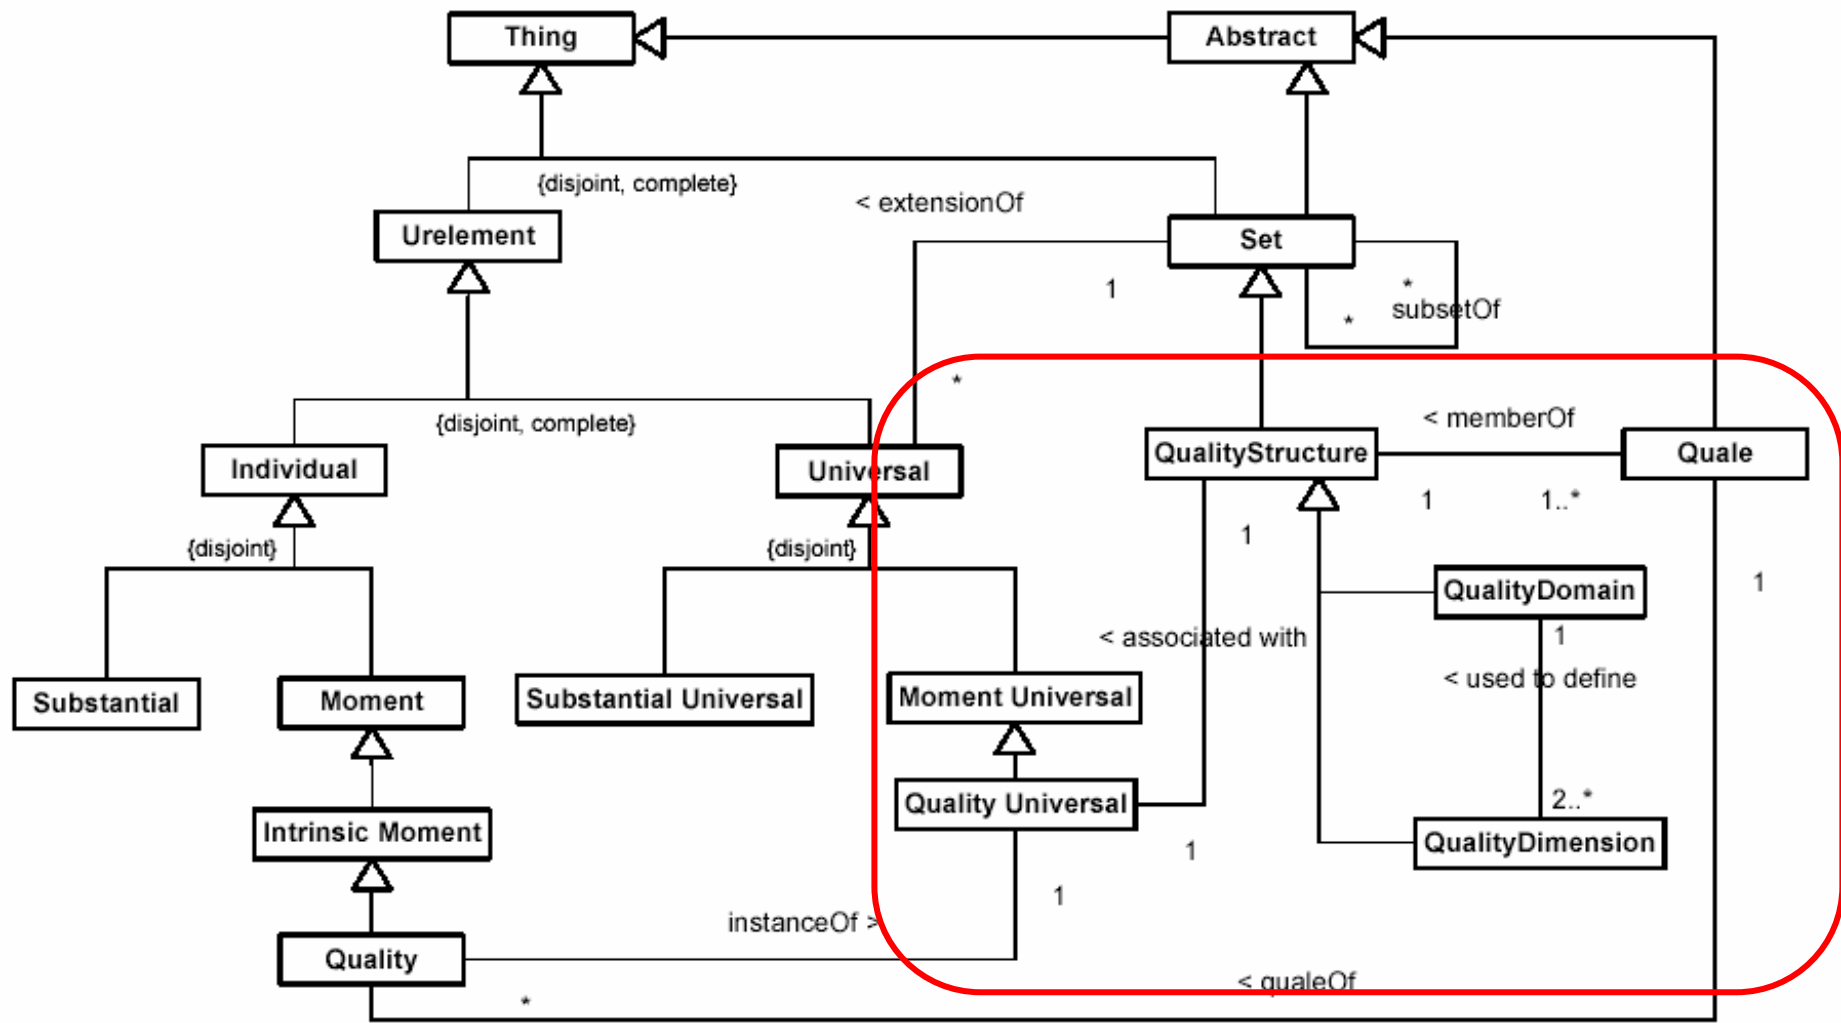 Thing
Abstract
{disjoint, complete}
< extensionOf
Urelement
Set
1
*
subsetOf
*
*
{disjoint, complete}
< memberOf
Individual
Universal
QualityStructure
Quale
1
1..*
{disjoint}
{disjoint}
1
QualityDomain
1
1
< associated with
< used to define
Substantial
Moment
Substantial Universal
Moment Universal
Quality Universal
2..*
Intrinsic Moment
QualityDimension
1
1
instanceOf >
Quality
< qualeOf
*